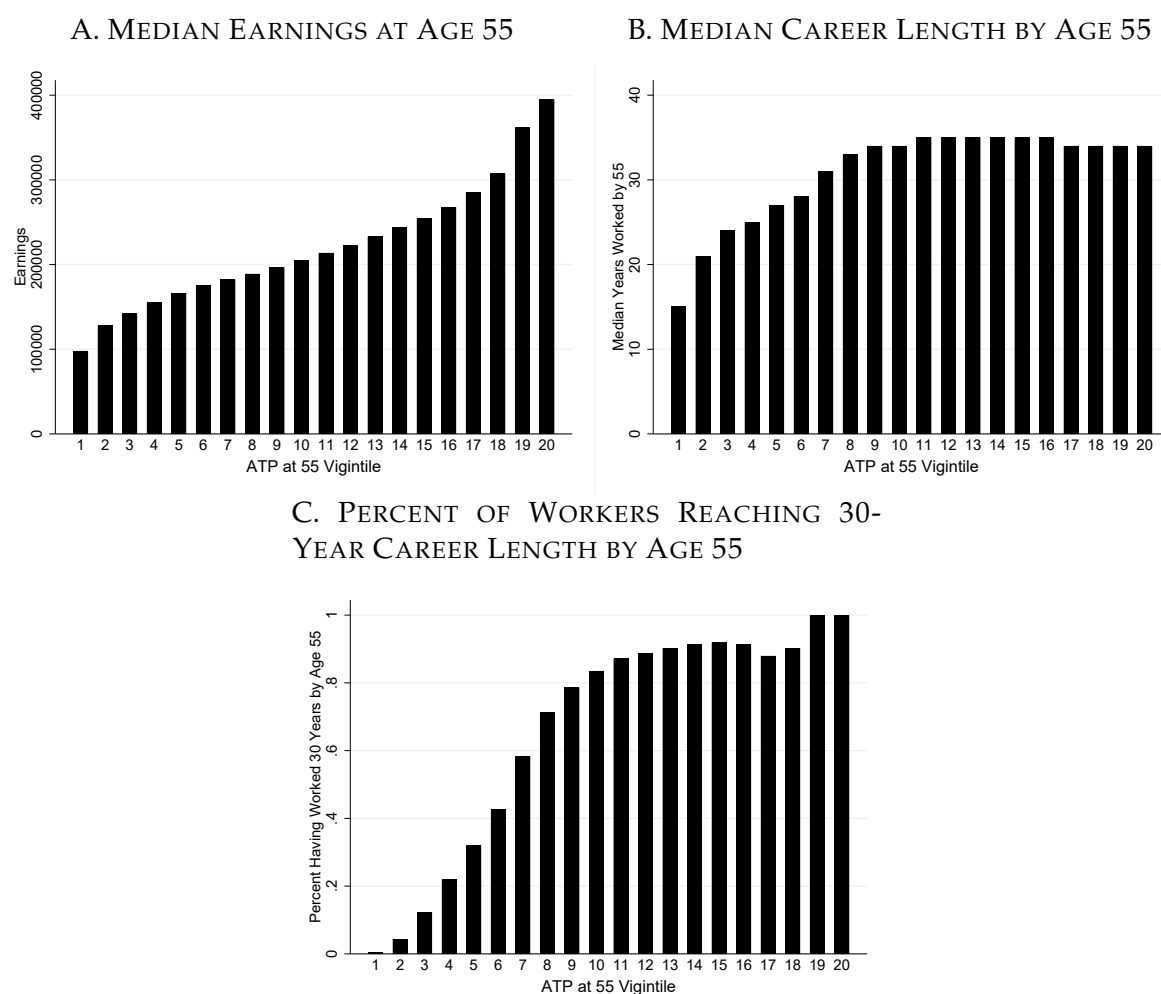 A. MEDIAN EARNINGS AT AGE 55
400000
300000
200000
100000
0
Earnings
1 2 3 4 5 6 7 8 9 10 11 12 13 14 15 16 17 18 19 20
ATP at 55 Vigintile
B. MEDIAN CAREER LENGTH BY AGE 55
40
30
20
10
0
Median Years Worked by 55
1 2 3 4 5 6 7 8 9 10 11 12 13 14 15 16 17 18 19 20
ATP at 55 Vigintile
C. PERCENT OF WORKERS REACHING 30-
YEAR CAREER LENGTH BY AGE 55
1
.8
.6
.4
.2
0
Percent Having Worked 30 Years by Age 55
1 2 3 4 5 6 7 8 9 10 11 12 13 14 15 16 17 18 19 20
ATP at 55 Vigintile